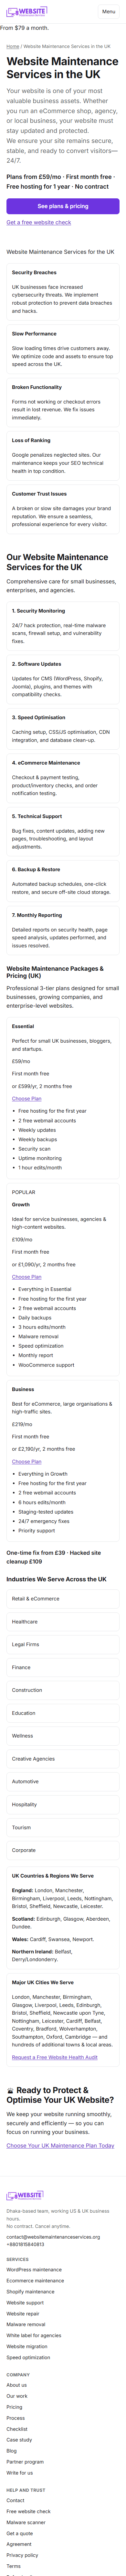 WEBSITE
Menu
From $79 a month.
Home / Website Maintenance Services in the UK
Website Maintenance
Services in the UK
Your website is one of your most
valuable business assets. Whether
you run an eCommerce shop, agency,
or local business, your website must
stay updated and protected.
We ensure your site remains secure,
speedy, and ready to convert visitors—
24/7.
Plans from £59/mo · First month free ·
Free hosting for 1 year · No contract
See plans & pricing
Get a free website check
Website Maintenance Services for the UK
Security Breaches
UK businesses face increased
cybersecurity threats. We implement
robust protection to prevent data breaches
and hacks.
Slow Performance
Slow loading times drive customers away.
We optimise code and assets to ensure top
speed across the UK.
Broken Functionality
Forms not working or checkout errors
result in lost revenue. We fix issues
immediately.
Loss of Ranking
Google penalizes neglected sites. Our
maintenance keeps your SEO technical
health in top condition.
Customer Trust Issues
A broken or slow site damages your brand
reputation. We ensure a seamless,
professional experience for every visitor.
Our Website Maintenance
Services for the UK
Comprehensive care for small businesses,
enterprises, and agencies.
1. Security Monitoring
24/7 hack protection, real-time malware
scans, firewall setup, and vulnerability
fixes.
2. Software Updates
Updates for CMS (WordPress, Shopify,
Joomla), plugins, and themes with
compatibility checks.
3. Speed Optimisation
Caching setup, CSS/JS optimisation, CDN
integration, and database clean-up.
4. eCommerce Maintenance
Checkout & payment testing,
product/inventory checks, and order
notification testing.
5. Technical Support
Bug fixes, content updates, adding new
pages, troubleshooting, and layout
adjustments.
6. Backup & Restore
Automated backup schedules, one-click
restore, and secure off-site cloud storage.
7. Monthly Reporting
Detailed reports on security health, page
speed analysis, updates performed, and
issues resolved.
Website Maintenance Packages &
Pricing (UK)
Professional 3-tier plans designed for small
businesses, growing companies, and
enterprise-level websites.
Essential
Perfect for small UK businesses, bloggers,
and startups.
£59/mo
First month free
or £599/yr, 2 months free
Choose Plan
• Free hosting for the first year
• 2 free webmail accounts
• Weekly updates
• Weekly backups
• Security scan
• Uptime monitoring
• 1 hour edits/month
POPULAR
Growth
Ideal for service businesses, agencies &
high-content websites.
£109/mo
First month free
or £1,090/yr, 2 months free
Choose Plan
• Everything in Essential
• Free hosting for the first year
• 2 free webmail accounts
• Daily backups
• 3 hours edits/month
• Malware removal
• Speed optimization
• Monthly report
• WooCommerce support
Business
Best for eCommerce, large organisations &
high-traffic sites.
£219/mo
First month free
or £2,190/yr, 2 months free
Choose Plan
• Everything in Growth
• Free hosting for the first year
• 2 free webmail accounts
• 6 hours edits/month
• Staging-tested updates
• 24/7 emergency fixes
• Priority support
One-time fix from £39 · Hacked site
cleanup £109
Industries We Serve Across the UK
Retail & eCommerce
Healthcare
Legal Firms
Finance
Construction
Education
Wellness
Creative Agencies
Automotive
Hospitality
Tourism
Corporate
UK Countries & Regions We Serve
England: London, Manchester,
Birmingham, Liverpool, Leeds, Nottingham,
Bristol, Sheffield, Newcastle, Leicester.
Scotland: Edinburgh, Glasgow, Aberdeen,
Dundee.
Wales: Cardiff, Swansea, Newport.
Northern Ireland: Belfast,
Derry/Londonderry.
Major UK Cities We Serve
London, Manchester, Birmingham,
Glasgow, Liverpool, Leeds, Edinburgh,
Bristol, Sheffield, Newcastle upon Tyne,
Nottingham, Leicester, Cardiff, Belfast,
Coventry, Bradford, Wolverhampton,
Southampton, Oxford, Cambridge — and
hundreds of additional towns & local areas.
Request a Free Website Health Audit
Ready to Protect &
Optimise Your UK Website?
We keep your website running smoothly,
securely and efficiently — so you can
focus on running your business.
Choose Your UK Maintenance Plan Today
WEBSITE
Dhaka based team, working US & UK business
hours.
No contract. Cancel anytime.
contact@websitemaintenanceservices.org
+8801815840813
SERVICES
WordPress maintenance
Ecommerce maintenance
Shopify maintenance
Website support
Website repair
Malware removal
White label for agencies
Website migration
Speed optimization
COMPANY
About us
Our work
Pricing
Process
Checklist
Case study
Blog
Partner program
Write for us
HELP AND TRUST
Contact
Free website check
Malware scanner
Get a quote
Agreement
Privacy policy
Terms